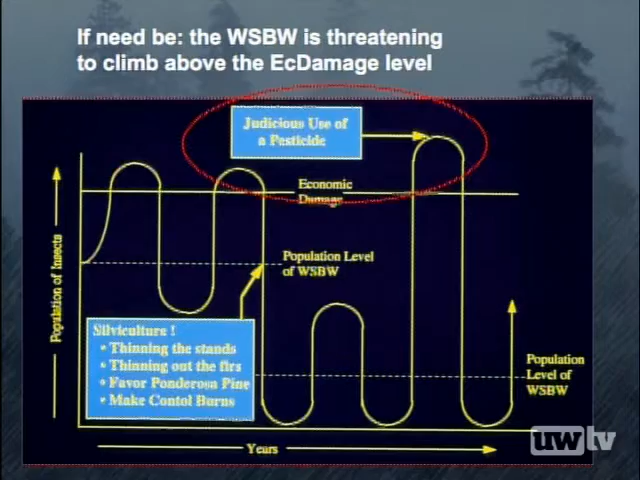 If need be: the WSBW is threatening
to climb above the EcDamage level
Judicious Use of
a Pesticide
Economic
Damage
Population Level
of WSBW
Population of Insects
Silviculture !
• Thinning the stands
• Thinning out the firs
• Favor Ponderosa Pine
• Make Contol Burns
Population
Level of
WSBW
Years
uwtv